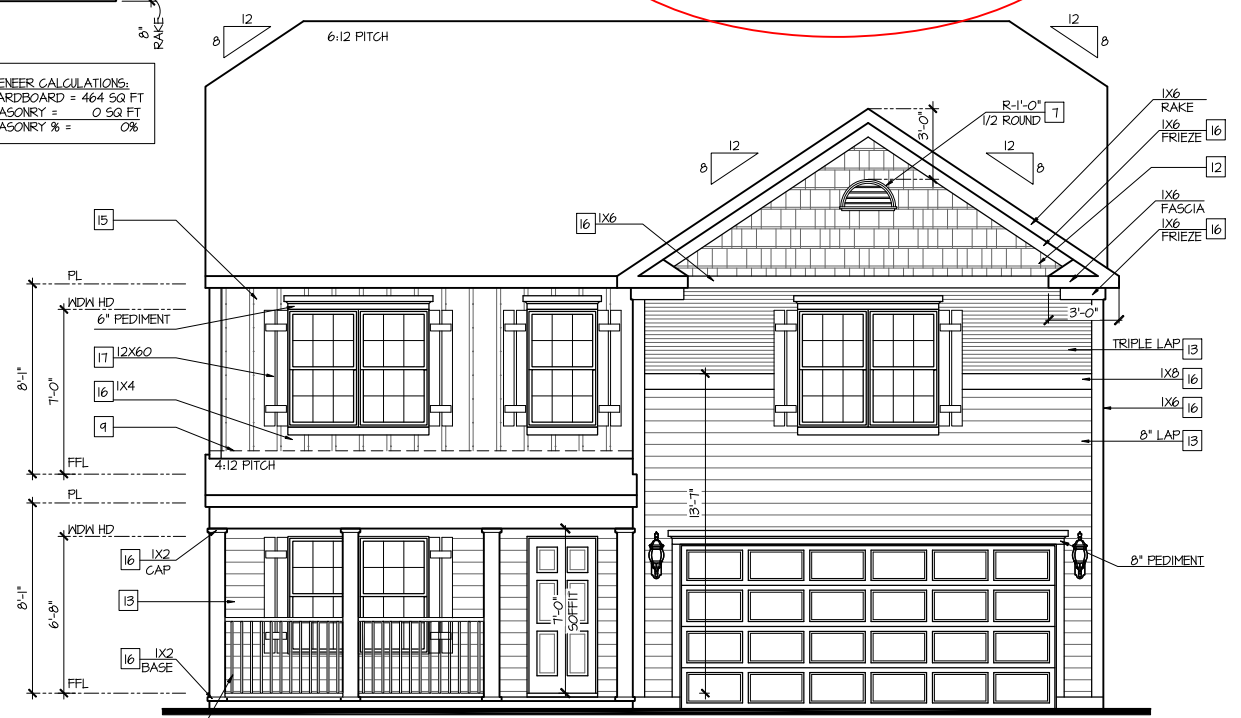 8"
RAKE
ENEER CALCULATIONS:
ARDBOARD = 464 SQ FT
ASONRY = 0 SQ FT
ASONRY % = 0%
12
8
6:12 PITCH
12
8
R-1'-0"
1/2 ROUND
7
3'-0"
12
8
12
8
1X6
RAKE
1X6
FRIEZE
16
12
1X6
FASCIA
1X6
FRIEZE
16
15
16
1X6
PL
WDW HD
6" PEDIMENT
3'-0"
17
12X60
16
1X4
9
8'-1"
7'-0"
TRIPLE LAP
13
1X8
16
1X6
16
8" LAP
13
FFL
4:12 PITCH
PL
13'-7"
WDW HD
16
1X2
CAP
8" PEDIMENT
13
8'-1"
6'-8"
7'-0"
SOFFIT
16
1X2
BASE
FFL